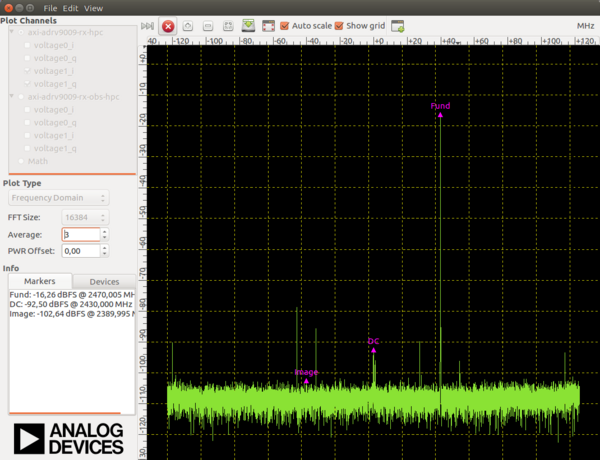 File Edit View
Plot Channels
axi-adrv9009-rx-hpc
voltage0_i
voltage0_q
voltage1_i
voltage1_q
axi-adrv9009-rx-obs-hpc
voltage0_i
voltage0_q
voltage1_i
voltage1_q
Math
Plot Type
Frequency Domain
FFT Size: 16384
Average: 3
PWR Offset: 0,00
Info
Markers Devices
Fund: -16,26 dBFS @ 2470,005 MH
DC: -92,50 dBFS @ 2430,000 MHz
Image: -102,64 dBFS @ 2389,995 M
ANALOG
DEVICES
Auto scale Show grid MHz
40 -120 -100 -80 -60 -40 -20 +0 +20 +40 +60 +80 +100 +120
+0
-10
-20
-30
-40
-50
-60
-70
-80
-90
-100
-110
-120
-130
Fund
DC
Image